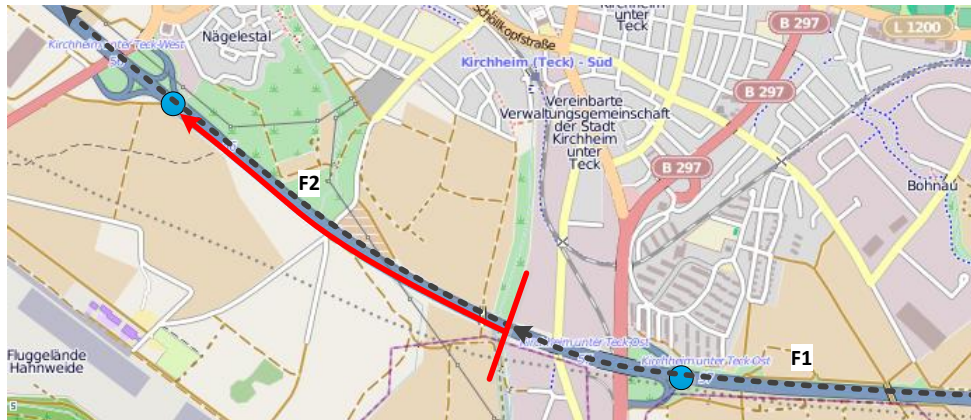 Kirchheim
unter
Teck
B 297
L 1200
Schöllkopfstraße
Nägelestal
Kirchheim unter Teck-West
Kirchheim (Teck) - Süd
B 297
Vereinbarte
Verwaltungsgemeinschaft
der Stadt
Kirchheim
unter
Teck
B 297
Bohnau
F2
Fluggelände
Hahnweide
Kirchheim unter Teck-Ost
Kirchheim unter Teck-Ost
F1